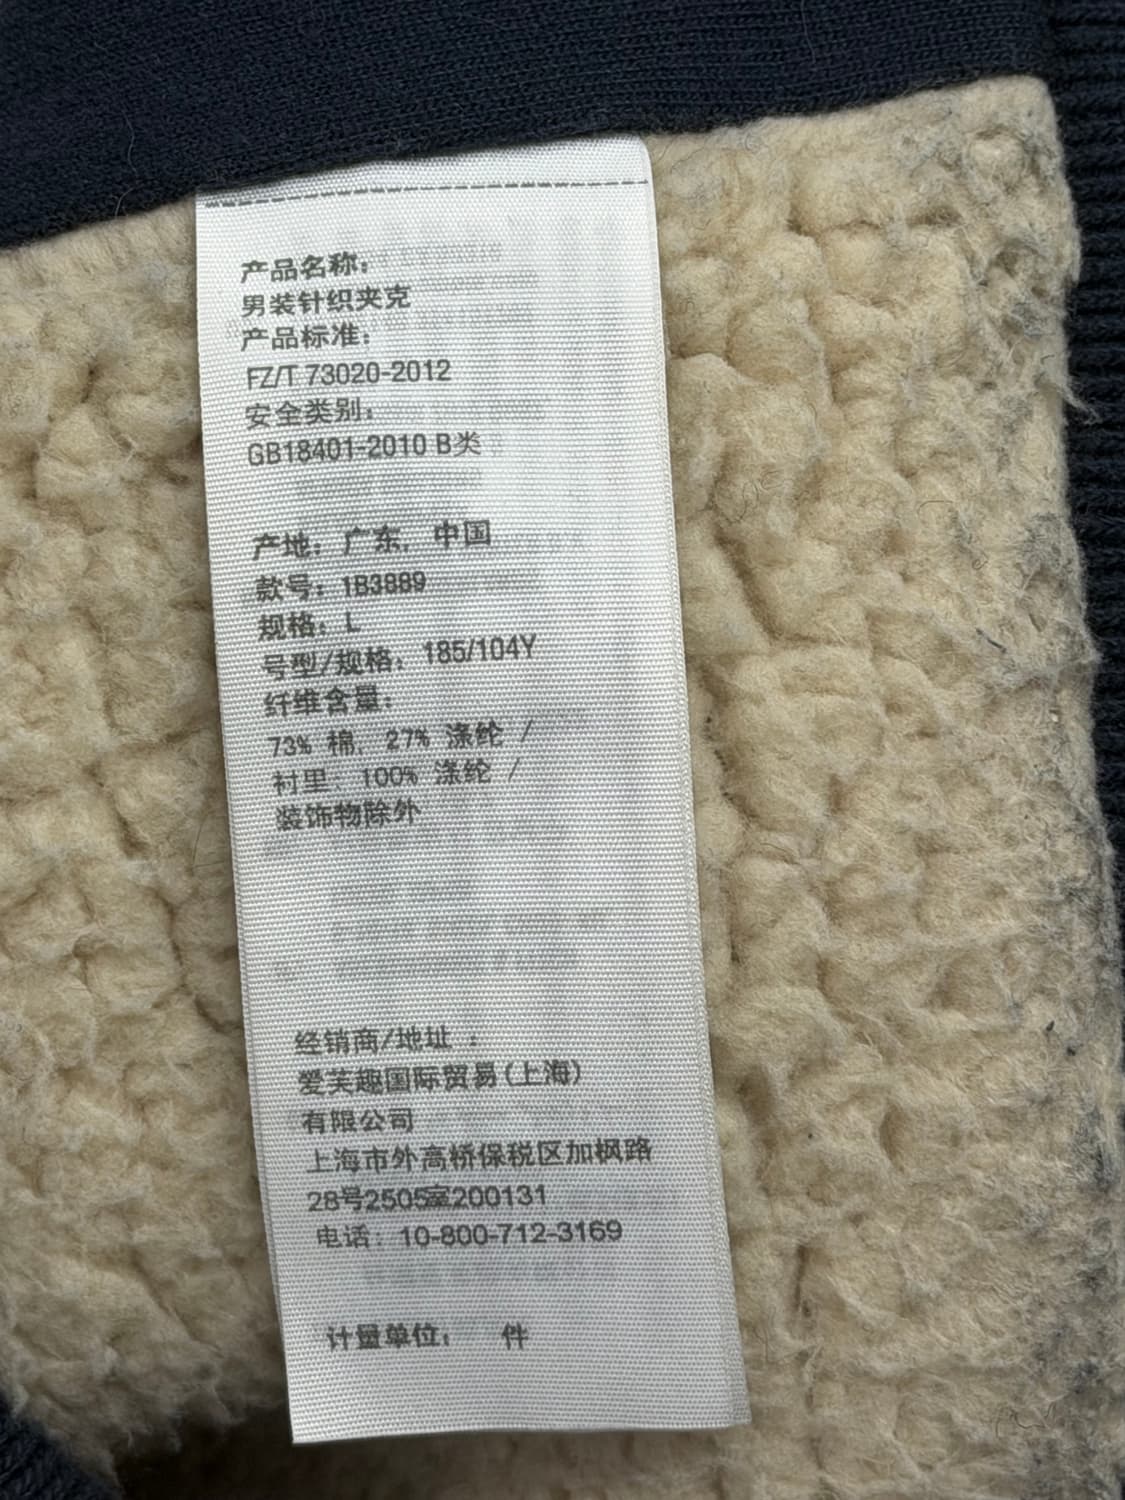 产品名称：
男装针织夹克
产品标准：
FZ/T 73020-2012
安全类别：
GB18401-2010 B类
产地：广东，中国
款号：1B3889
规格：L
号型/规格：185/104Y
纤维含量：
73% 棉，27% 涤纶 /
衬里：100% 涤纶 /
装饰物除外
经销商/地址 ：
爱芙趣国际贸易(上海)
有限公司
上海市外高桥保税区加枫路
28号2505室200131
电话：10-800-712-3169
计量单位： 件